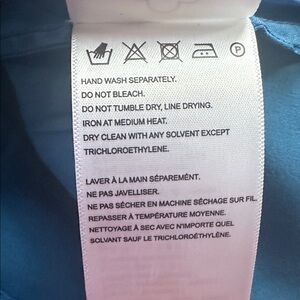 P
HAND WASH SEPARATELY.
DO NOT BLEACH.
DO NOT TUMBLE DRY, LINE DRYING.
IRON AT MEDIUM HEAT.
DRY CLEAN WITH ANY SOLVENT EXCEPT
TRICHLOROETHYLENE.
LAVER À LA MAIN SÉPARÉMENT.
NE PAS JAVELLISER.
NE PAS SÉCHER EN MACHINE SÉCHAGE SUR FIL.
REPASSER À TEMPÉRATURE MOYENNE.
NETTOYAGE À SEC AVEC N'IMPORTE QUEL
SOLVANT SAUF LE TRICHLOROÉTHYLÈNE.